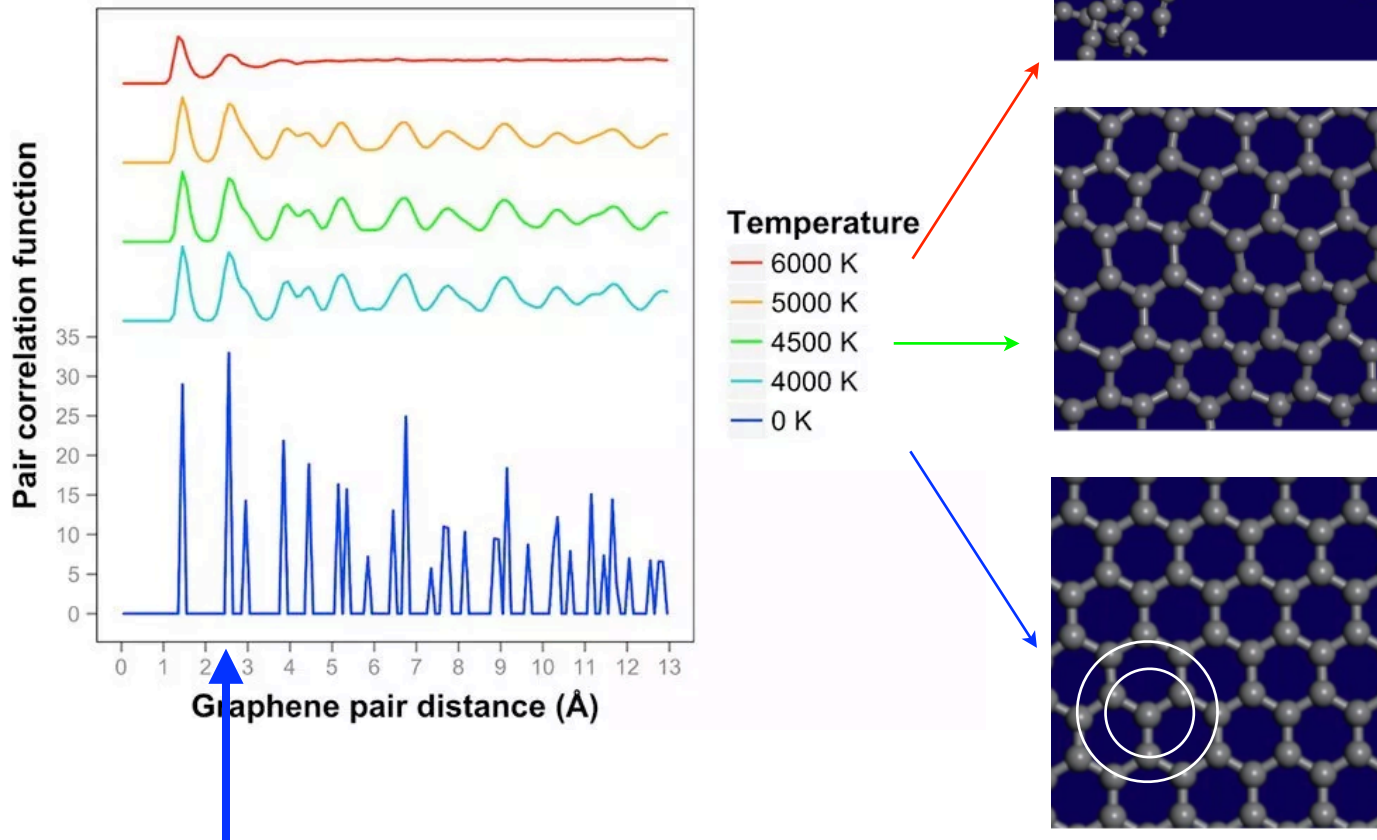 Pair correlation function
35
30
25
20
15
10
5
0
0 1 2 3 4 5 6 7 8 9 10 11 12 13
Graphene pair distance (Å)
Temperature
6000 K
5000 K
4500 K
4000 K
0 K